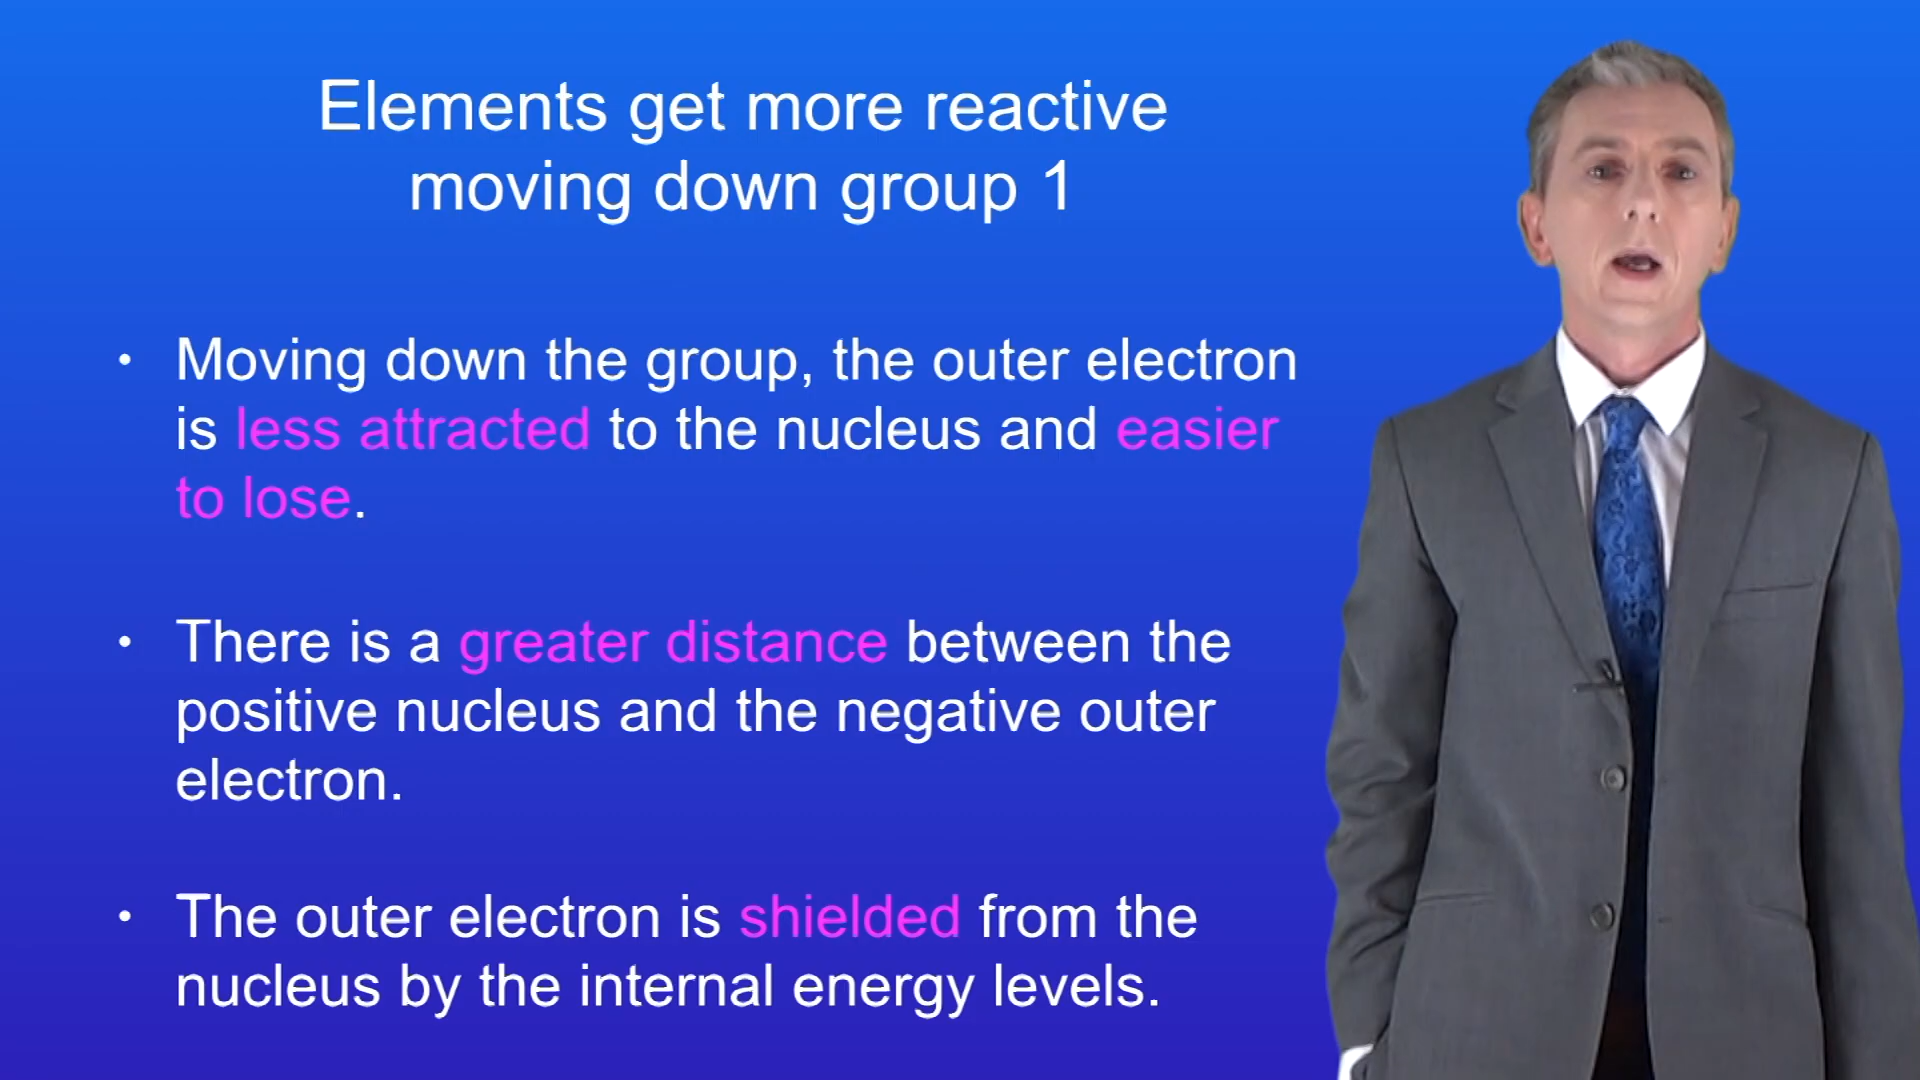 Elements get more reactive
moving down group 1
• Moving down the group, the outer electron
is less attracted to the nucleus and easier
to lose.
• There is a greater distance between the
positive nucleus and the negative outer
electron.
• The outer electron is shielded from the
nucleus by the internal energy levels.